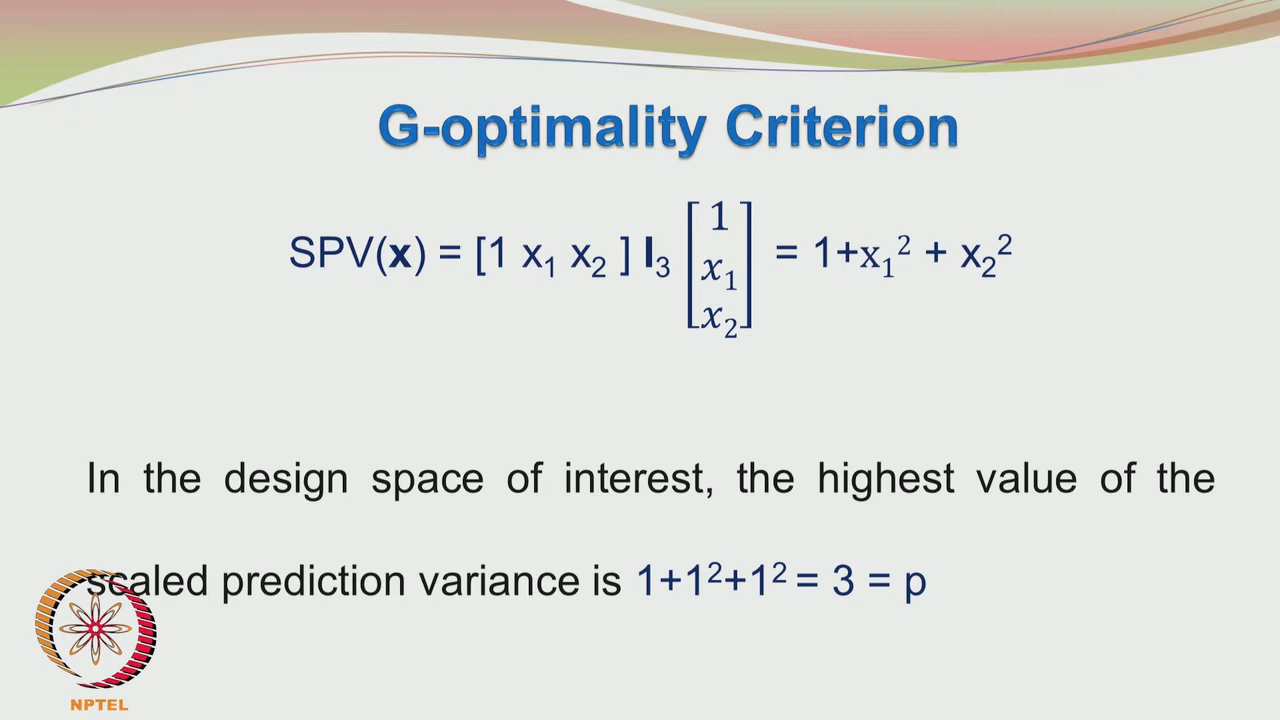 G-optimality Criterion
SPV(x) = [1 x₁ x₂ ] I₃ [1 x₁ x₂] = 1+x₁² + x₂²
In the design space of interest, the highest value of the
scaled prediction variance is 1+1²+1² = 3 = p
NPTEL